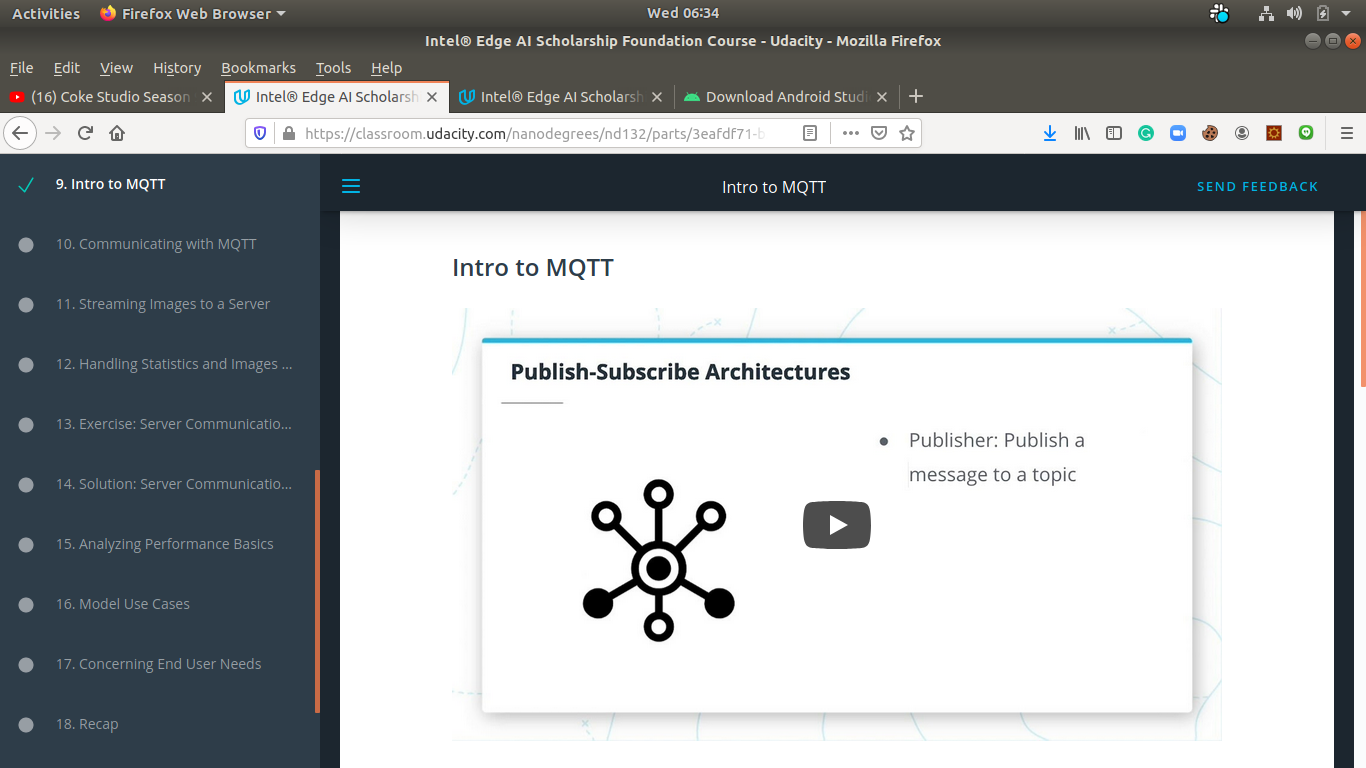 Activities Firefox Web Browser Wed 06:34
Intel® Edge AI Scholarship Foundation Course - Udacity - Mozilla Firefox
File Edit View History Bookmarks Tools Help
(16) Coke Studio Season Intel® Edge AI Scholarsh Intel® Edge AI Scholarsh Download Android Studi
https://classroom.udacity.com/nanodegrees/nd132/parts/3eafdf71-b
9. Intro to MQTT
Intro to MQTT
SEND FEEDBACK
10. Communicating with MQTT
11. Streaming Images to a Server
12. Handling Statistics and Images ...
13. Exercise: Server Communicatio...
14. Solution: Server Communicatio...
15. Analyzing Performance Basics
16. Model Use Cases
17. Concerning End User Needs
18. Recap
Intro to MQTT
Publish-Subscribe Architectures
● Publisher: Publish a
message to a topic